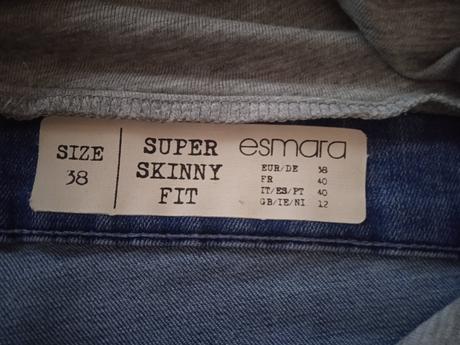 SIZE
38
SUPER
SKINNY
FIT
esmara
EUR/DE 38
FR 40
IT/ES/PT 40
GB/IE/NI 12